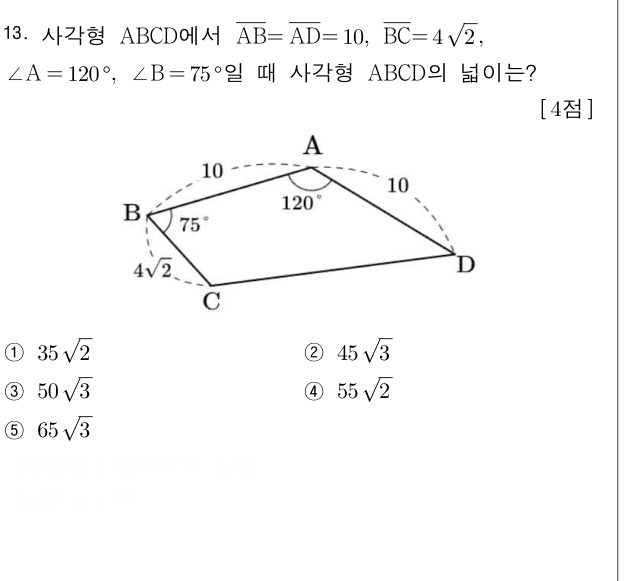 13. 사각형 ABCD에서 AB=AD=10, BC=4√2,
∠A=120°, ∠B=75°일 때 사각형 ABCD의 넓이는?
[4점]
A
10
10
120°
B
75°
4√2
D
C
① 35√2 ② 45√3
③ 50√3 ④ 55√2
⑤ 65√3